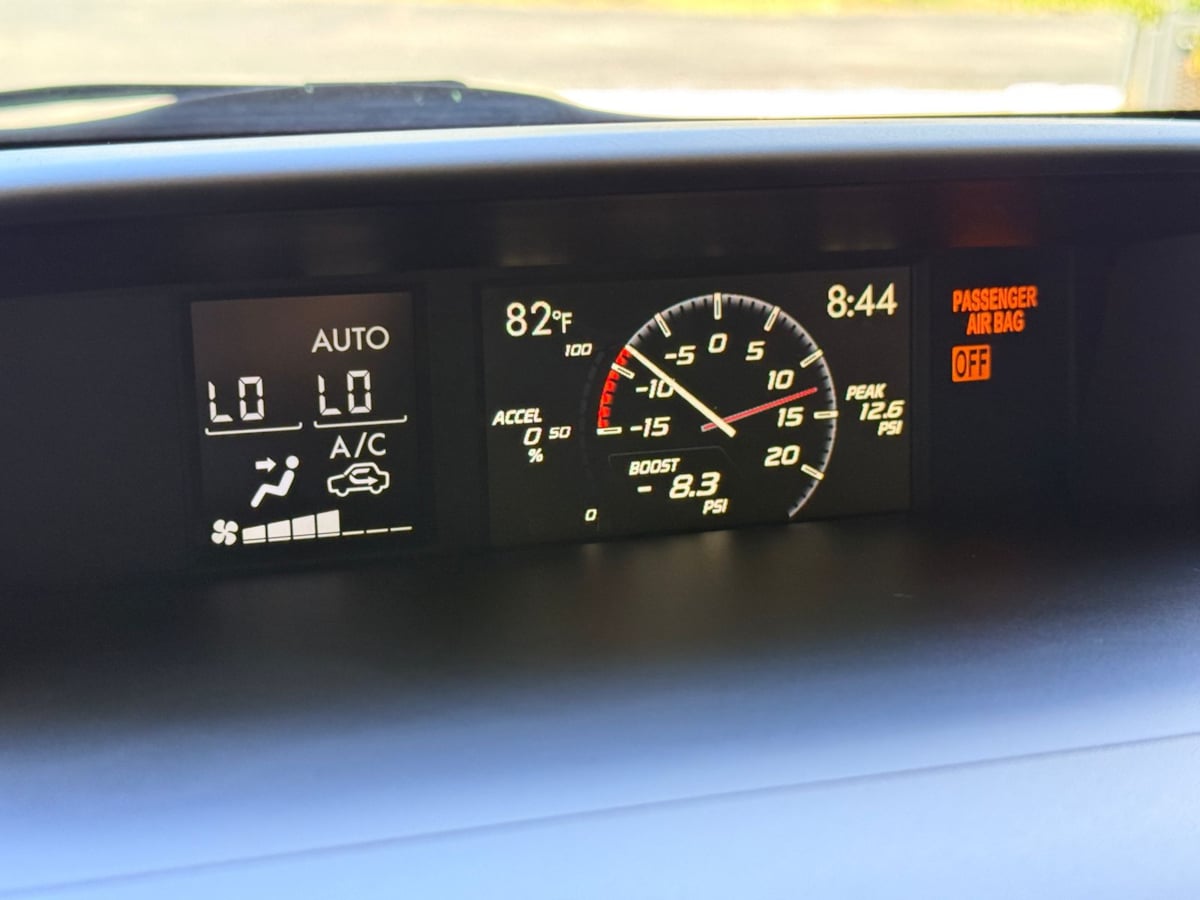 AUTO
LO LO
A/C
82°F
8:44
100
ACCEL
0 50
%
0
-5 0 5
-10 10
-15 15
20
BOOST
- 8.3
PSI
PEAK
12.6
PSI
PASSENGER
AIR BAG
OFF